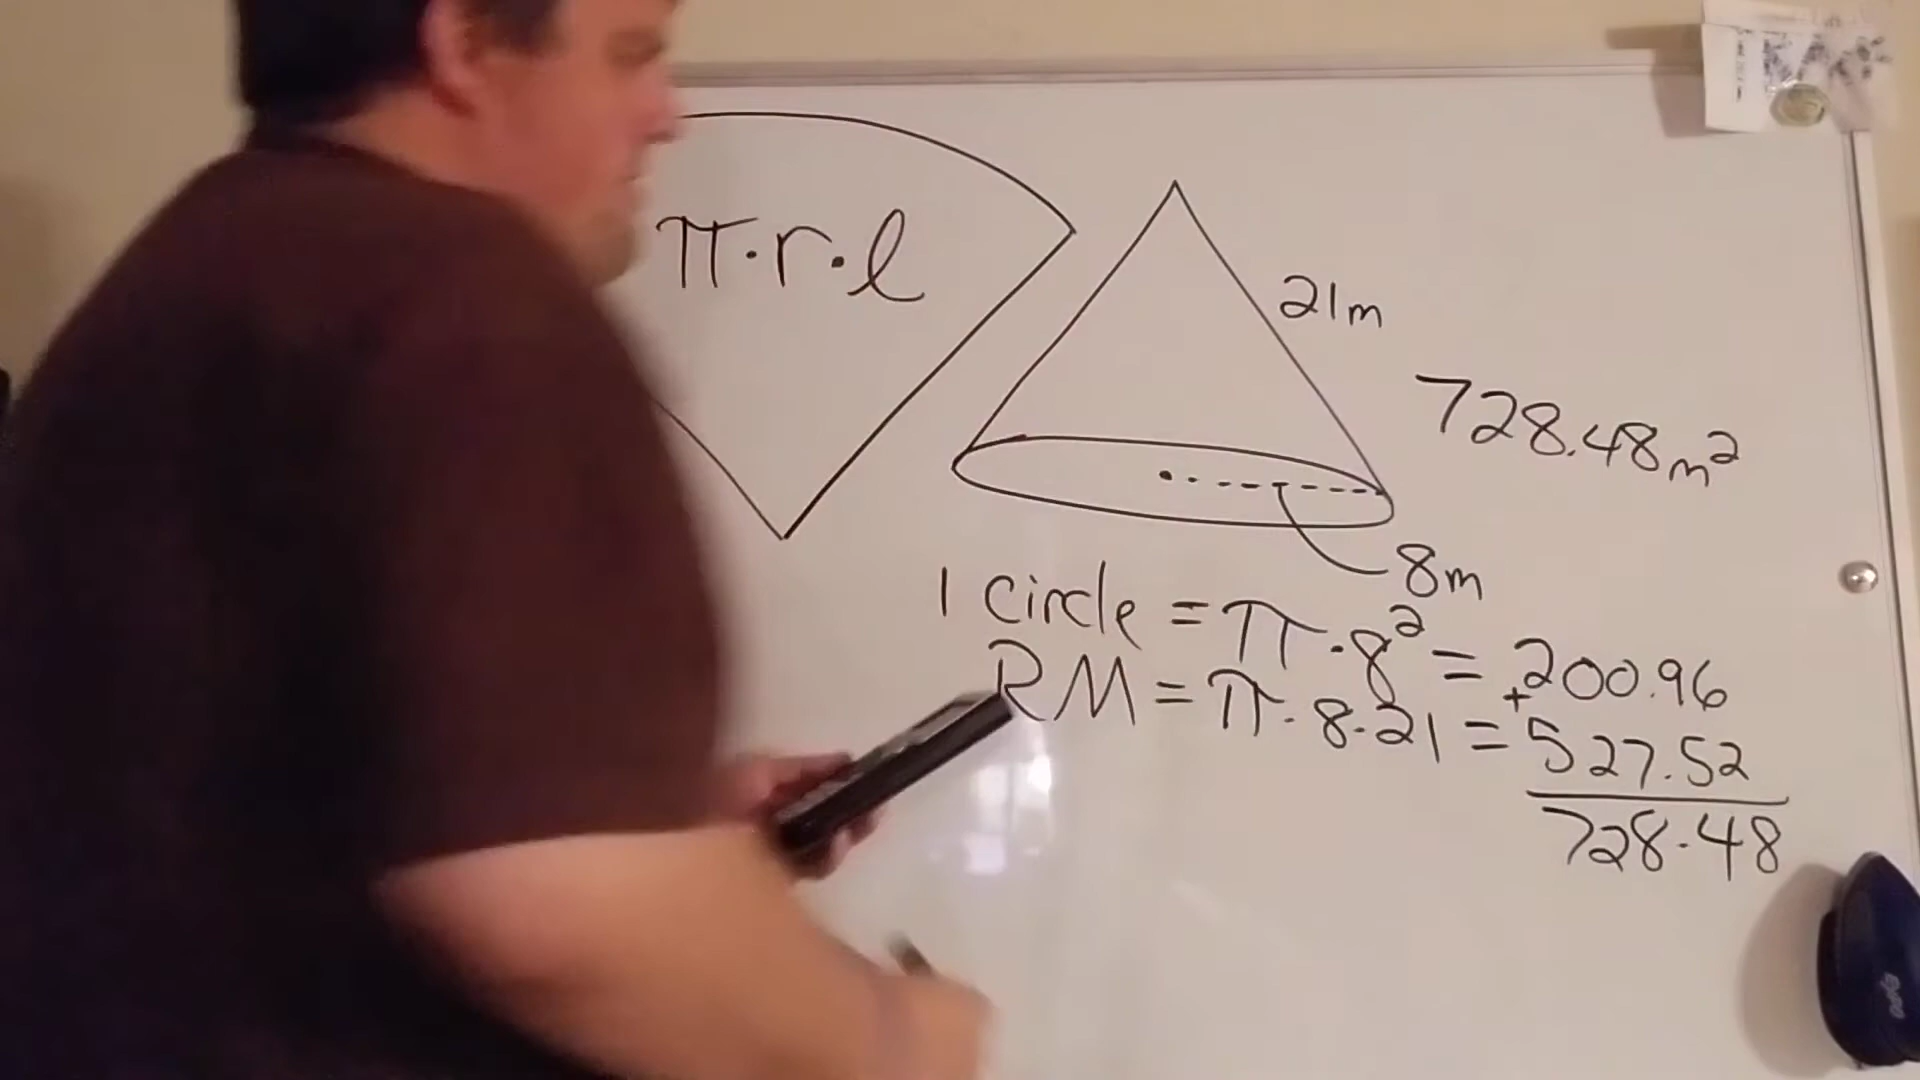 π·r·l
21m
728.48m²
8m
1 circle = π·8² = 200.96
RM = π·8·21 = + 527.52
728.48